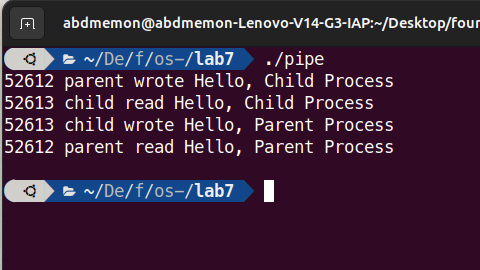 abdmemon@abdmemon-Lenovo-V14-G3-IAP:~/Desktop/four
~/De/f/os-/lab7 ./pipe
52612 parent wrote Hello, Child Process
52613 child read Hello, Child Process
52613 child wrote Hello, Parent Process
52612 parent read Hello, Parent Process
~/De/f/os-/lab7